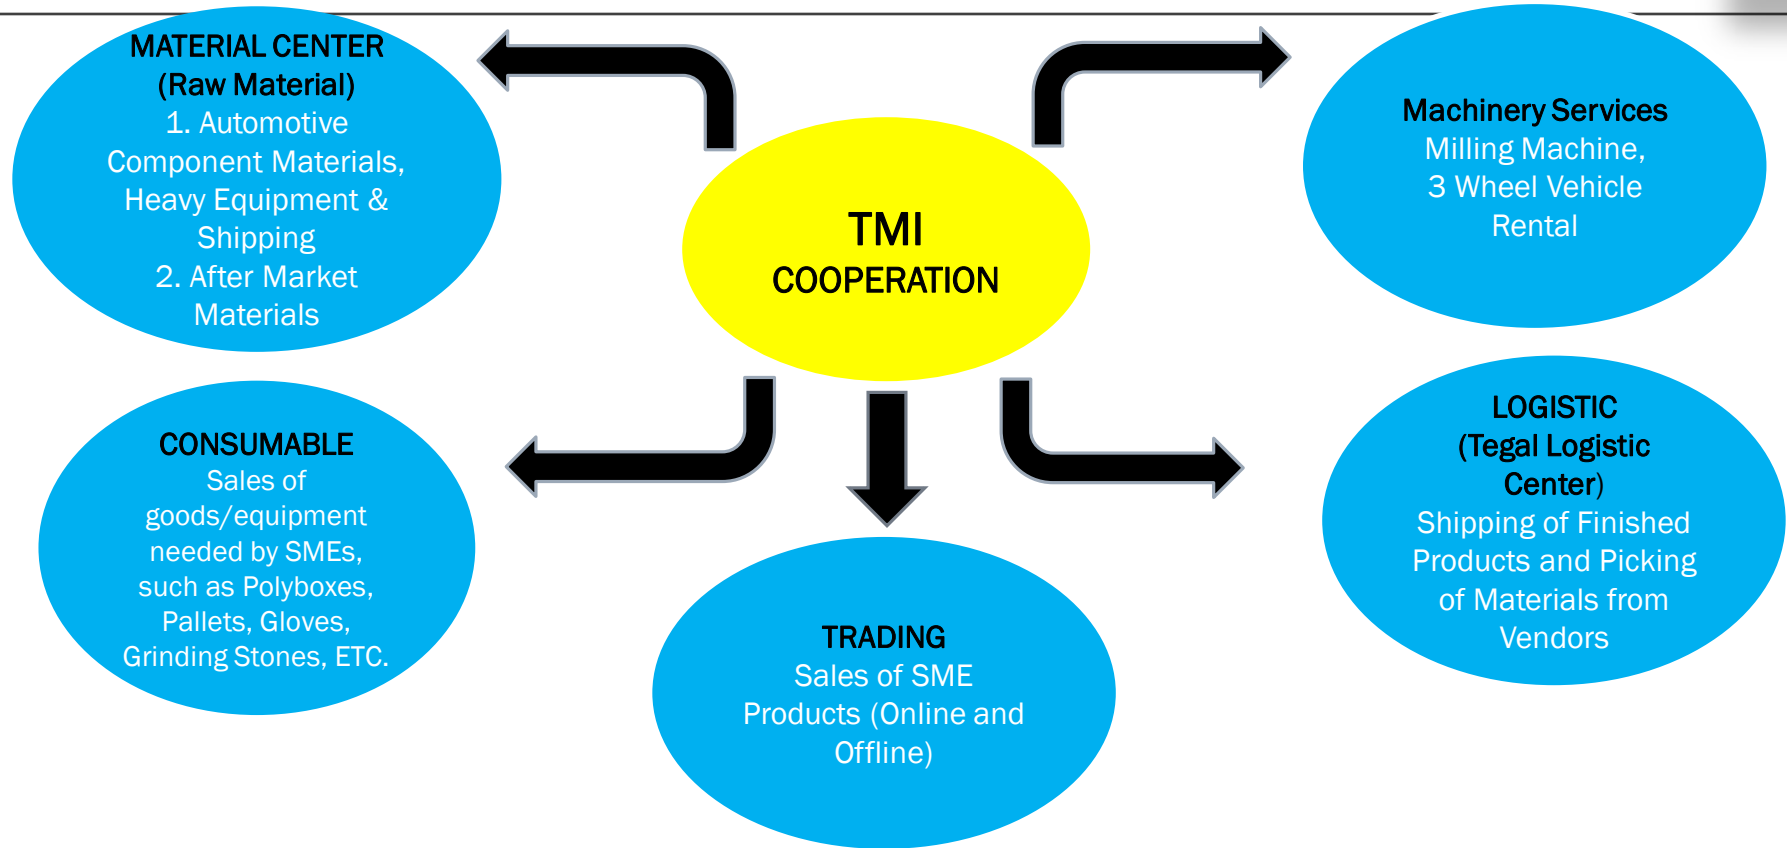 MATERIAL CENTER
(Raw Material)
1. Automotive
Component Materials,
Heavy Equipment &
Shipping
2. After Market
Materials
TMI
COOPERATION
Machinery Services
Milling Machine,
3 Wheel Vehicle
Rental
CONSUMABLE
Sales of
goods/equipment
needed by SMEs,
such as Polyboxes,
Pallets, Gloves,
Grinding Stones, ETC.
TRADING
Sales of SME
Products (Online and
Offline)
LOGISTIC
(Tegal Logistic
Center)
Shipping of Finished
Products and Picking
of Materials from
Vendors